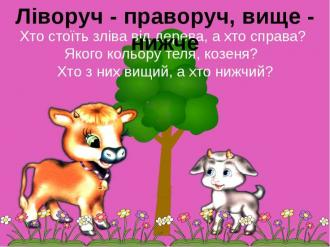 Ліворуч - праворуч, вище -
нижче
Хто стоїть зліва від дерева, а хто справа?
Якого кольору теля, козеня?
Хто з них вищий, а хто нижчий?